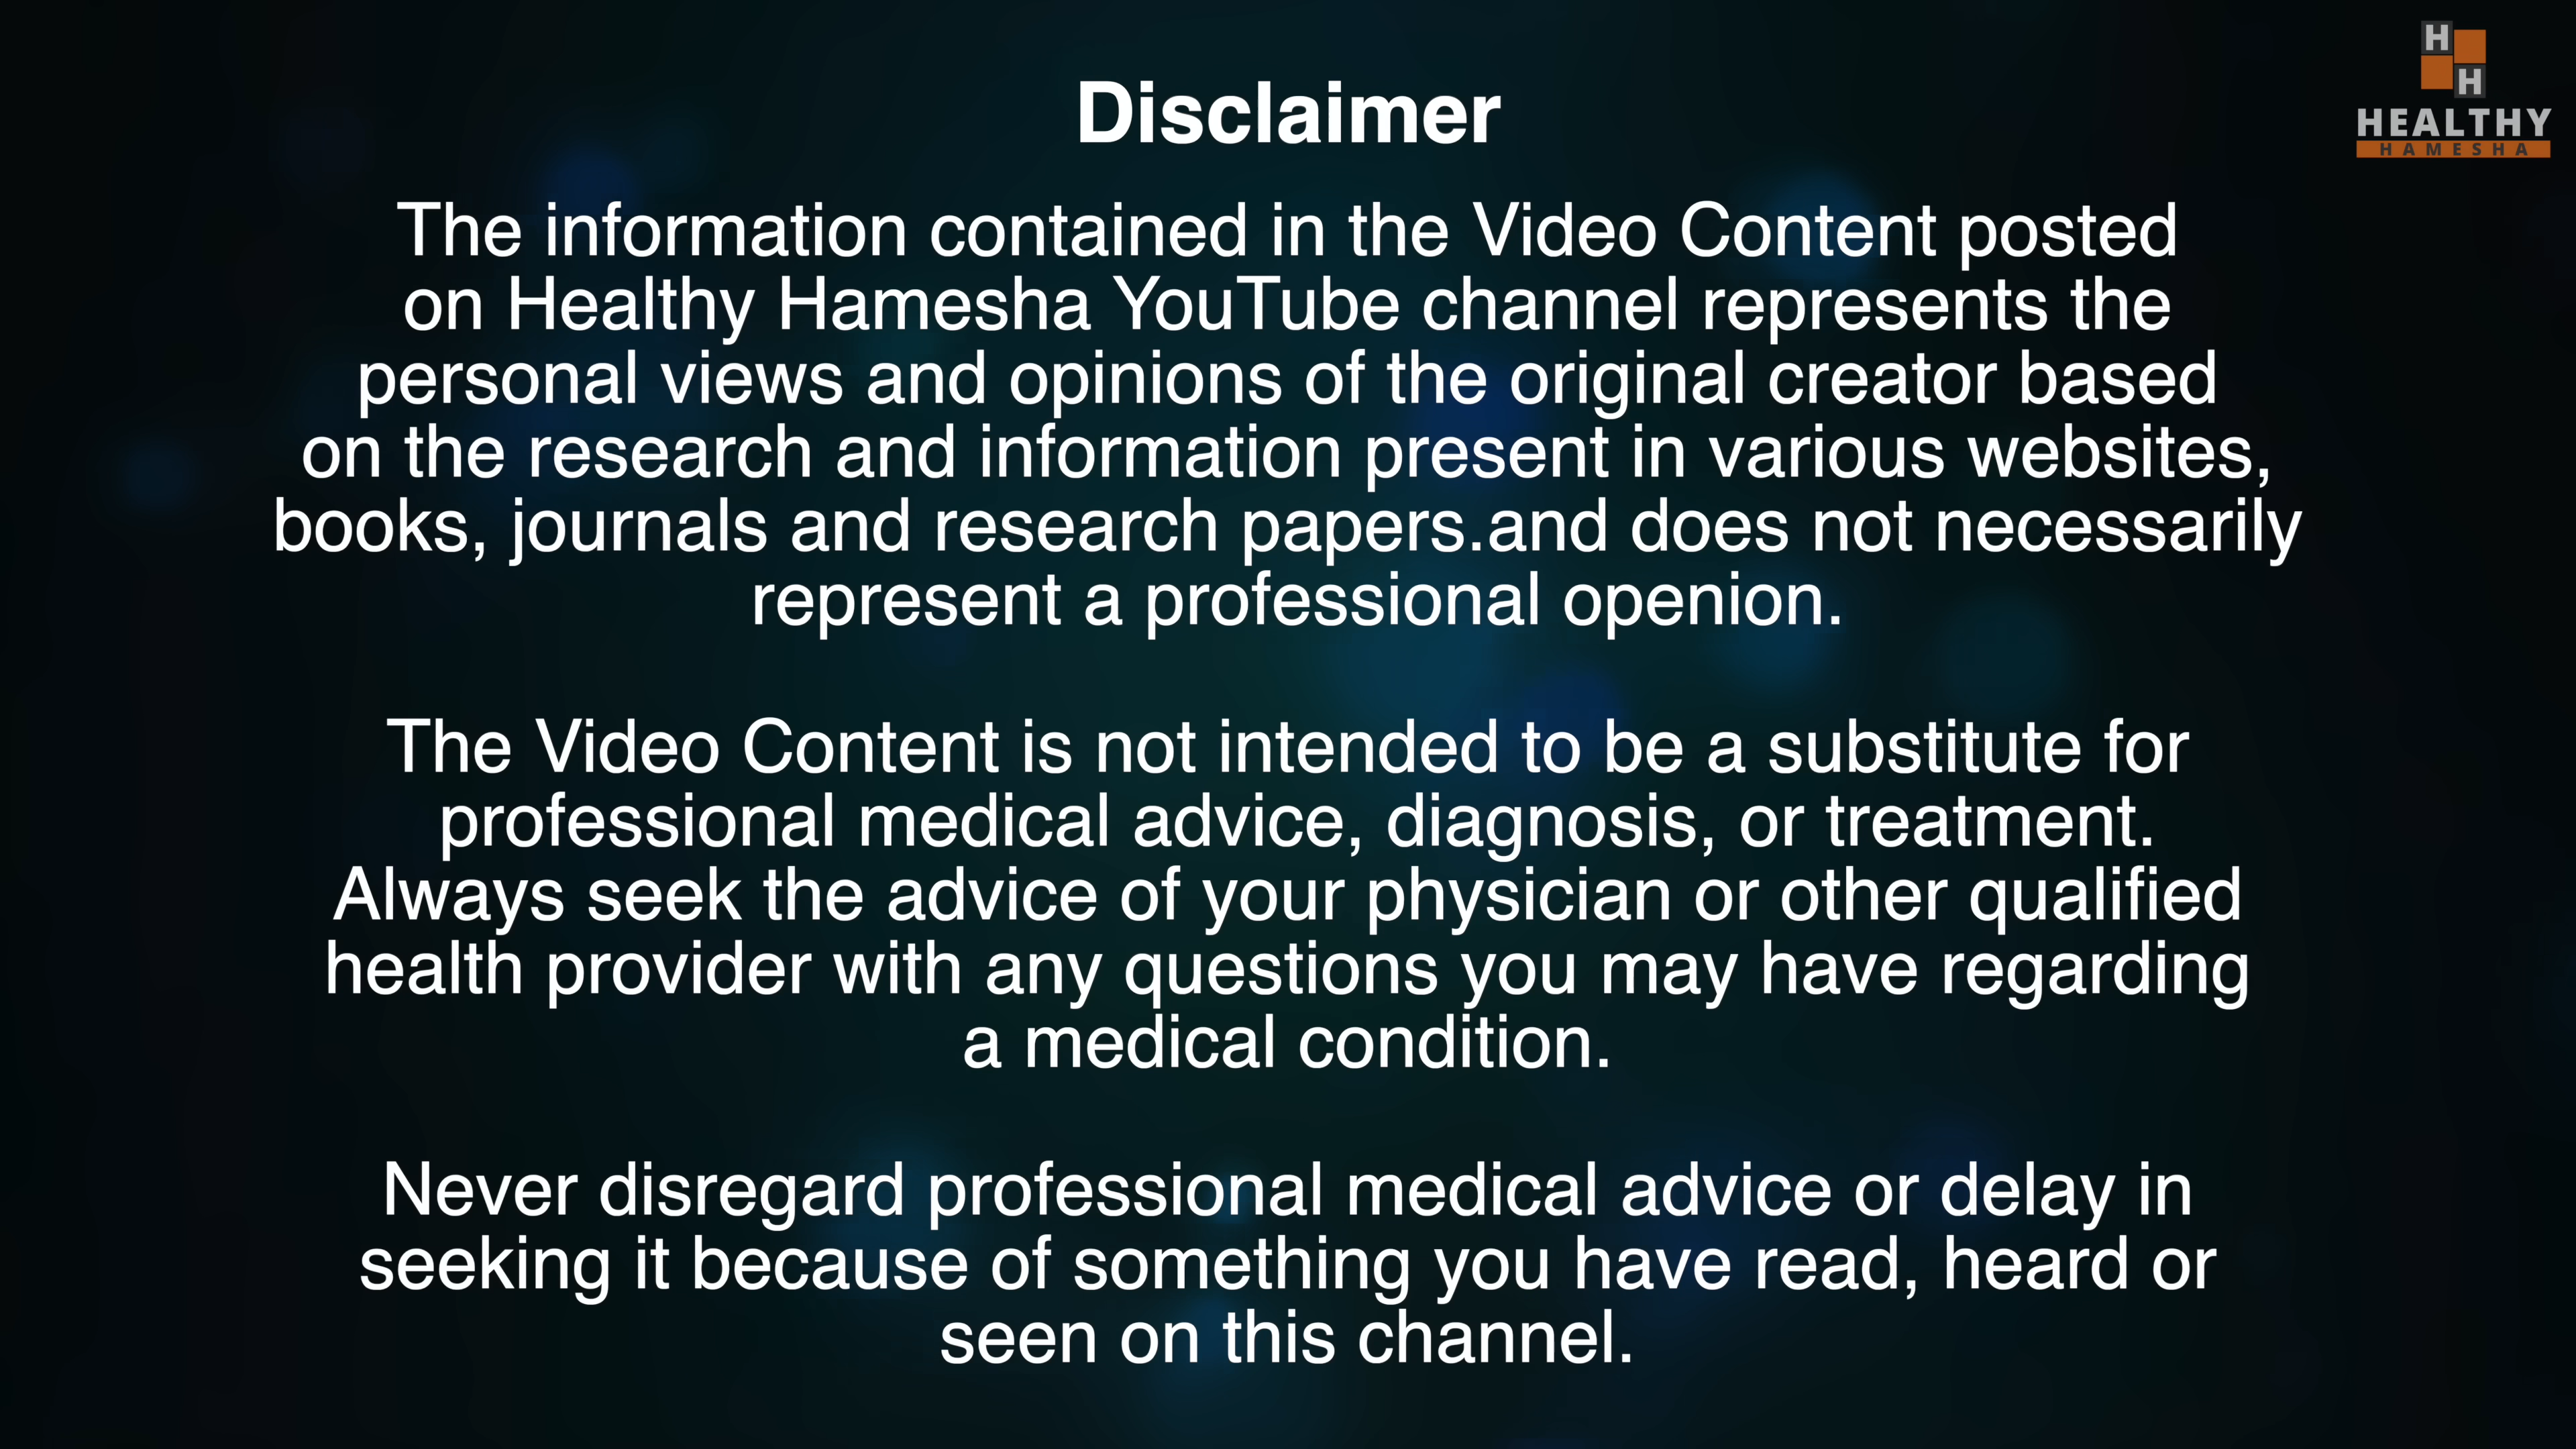 H
H
HEALTHY
HAMESHA
Disclaimer
The information contained in the Video Content posted
on Healthy Hamesha YouTube channel represents the
personal views and opinions of the original creator based
on the research and information present in various websites,
books, journals and research papers.and does not necessarily
represent a professional openion.
The Video Content is not intended to be a substitute for
professional medical advice, diagnosis, or treatment.
Always seek the advice of your physician or other qualified
health provider with any questions you may have regarding
a medical condition.
Never disregard professional medical advice or delay in
seeking it because of something you have read, heard or
seen on this channel.